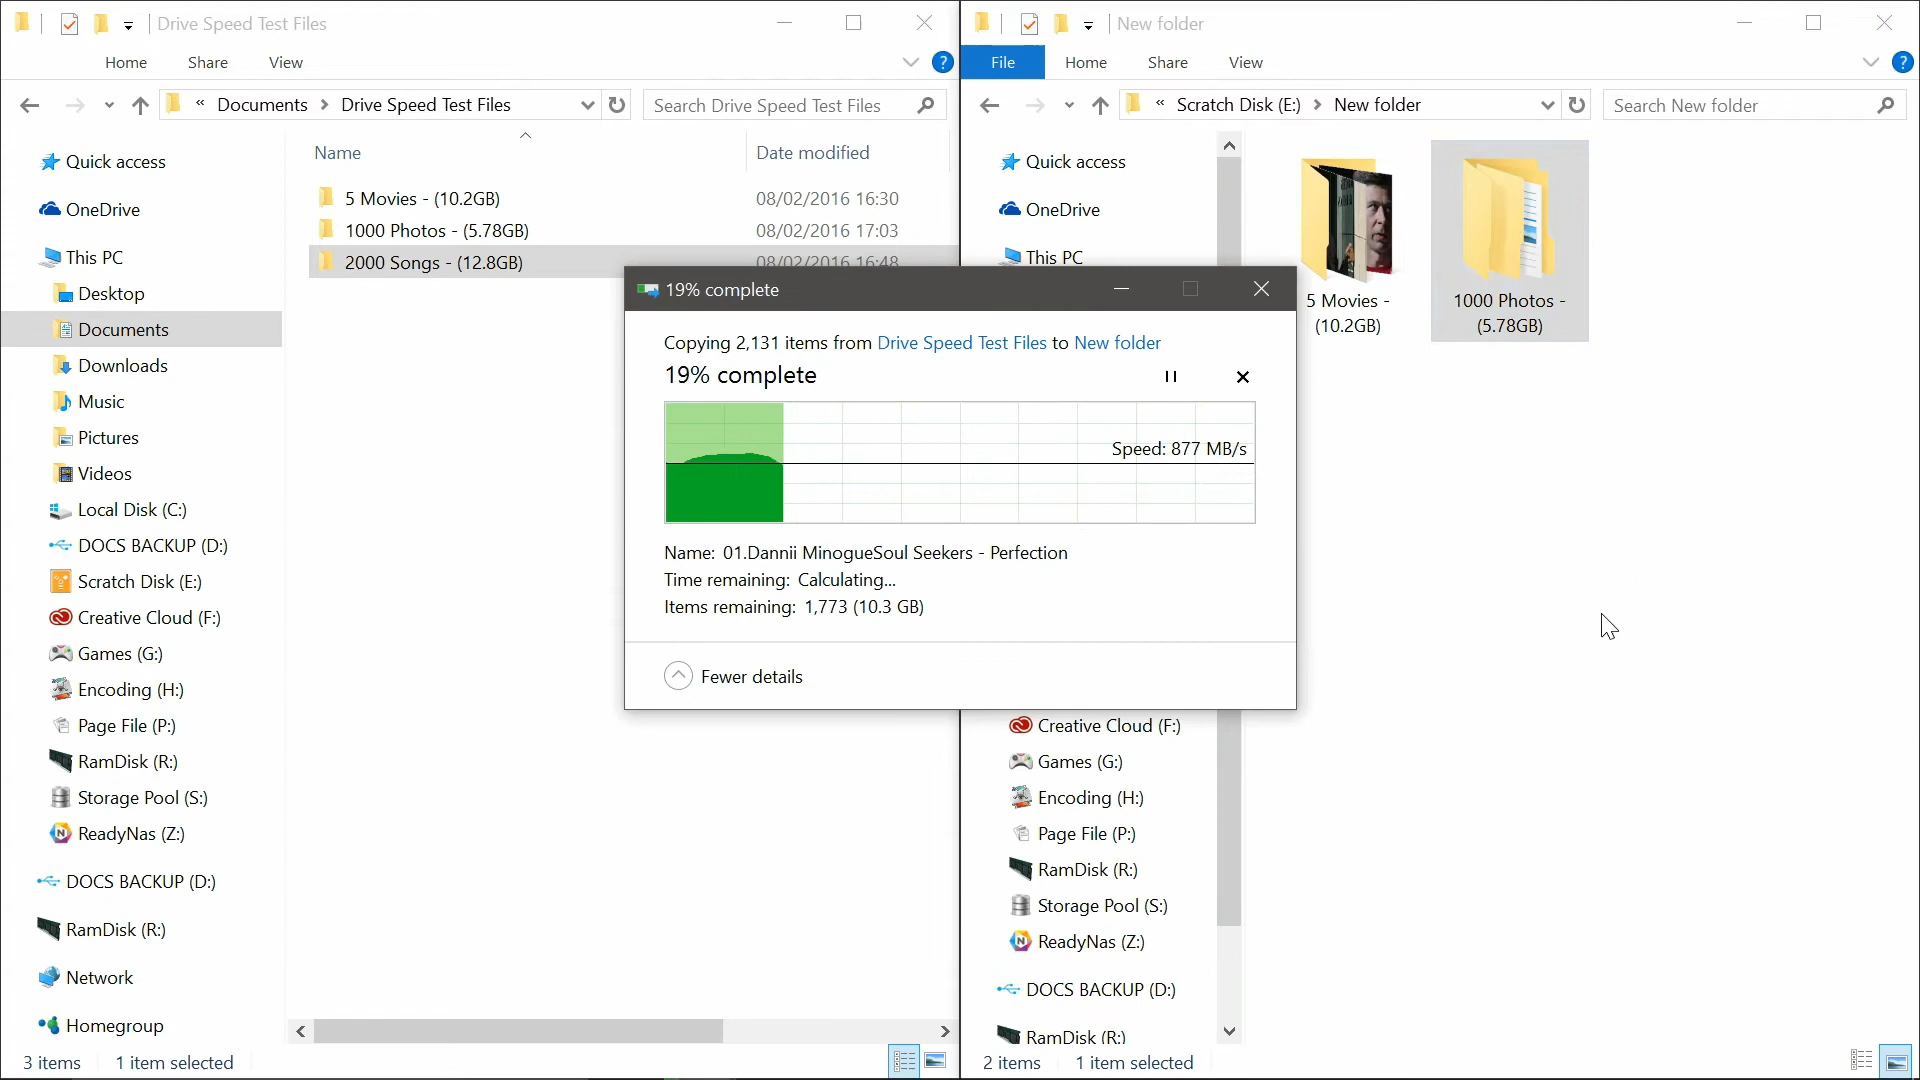 Drive Speed Test Files
Home Share View
?
« Documents > Drive Speed Test Files
Search Drive Speed Test Files
Quick access
OneDrive
This PC
Desktop
Documents
Downloads
Music
Pictures
Videos
Local Disk (C:)
DOCS BACKUP (D:)
Scratch Disk (E:)
Creative Cloud (F:)
Games (G:)
Encoding (H:)
Page File (P:)
RamDisk (R:)
Storage Pool (S:)
ReadyNas (Z:)
DOCS BACKUP (D:)
RamDisk (R:)
Network
Homegroup
Name Date modified
5 Movies - (10.2GB) 08/02/2016 16:30
1000 Photos - (5.78GB) 08/02/2016 17:03
2000 Songs - (12.8GB) 08/02/2016 16:48
3 items 1 item selected
19% complete
Copying 2,131 items from Drive Speed Test Files to New folder
19% complete
Speed: 877 MB/s
Name: 01.Dannii MinogueSoul Seekers - Perfection
Time remaining: Calculating...
Items remaining: 1,773 (10.3 GB)
Fewer details
New folder
File Home Share View
?
« Scratch Disk (E:) > New folder
Search New folder
Quick access
OneDrive
This PC
Creative Cloud (F:)
Games (G:)
Encoding (H:)
Page File (P:)
RamDisk (R:)
Storage Pool (S:)
ReadyNas (Z:)
DOCS BACKUP (D:)
RamDisk (R:)
5 Movies -
(10.2GB)
1000 Photos -
(5.78GB)
2 items 1 item selected